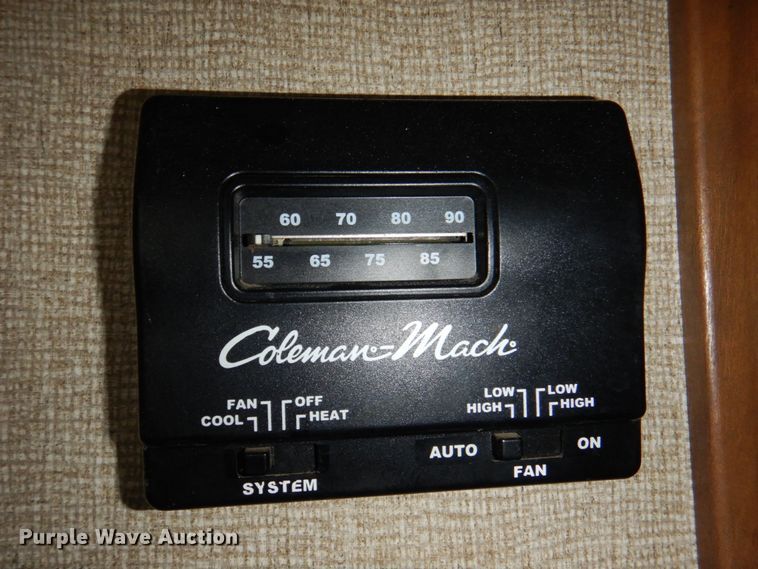 60 70 80 90
55 65 75 85
Coleman-Mach
FAN OFF
COOL HEAT
LOW LOW
HIGH HIGH
AUTO ON
SYSTEM
FAN
Purple Wave Auction